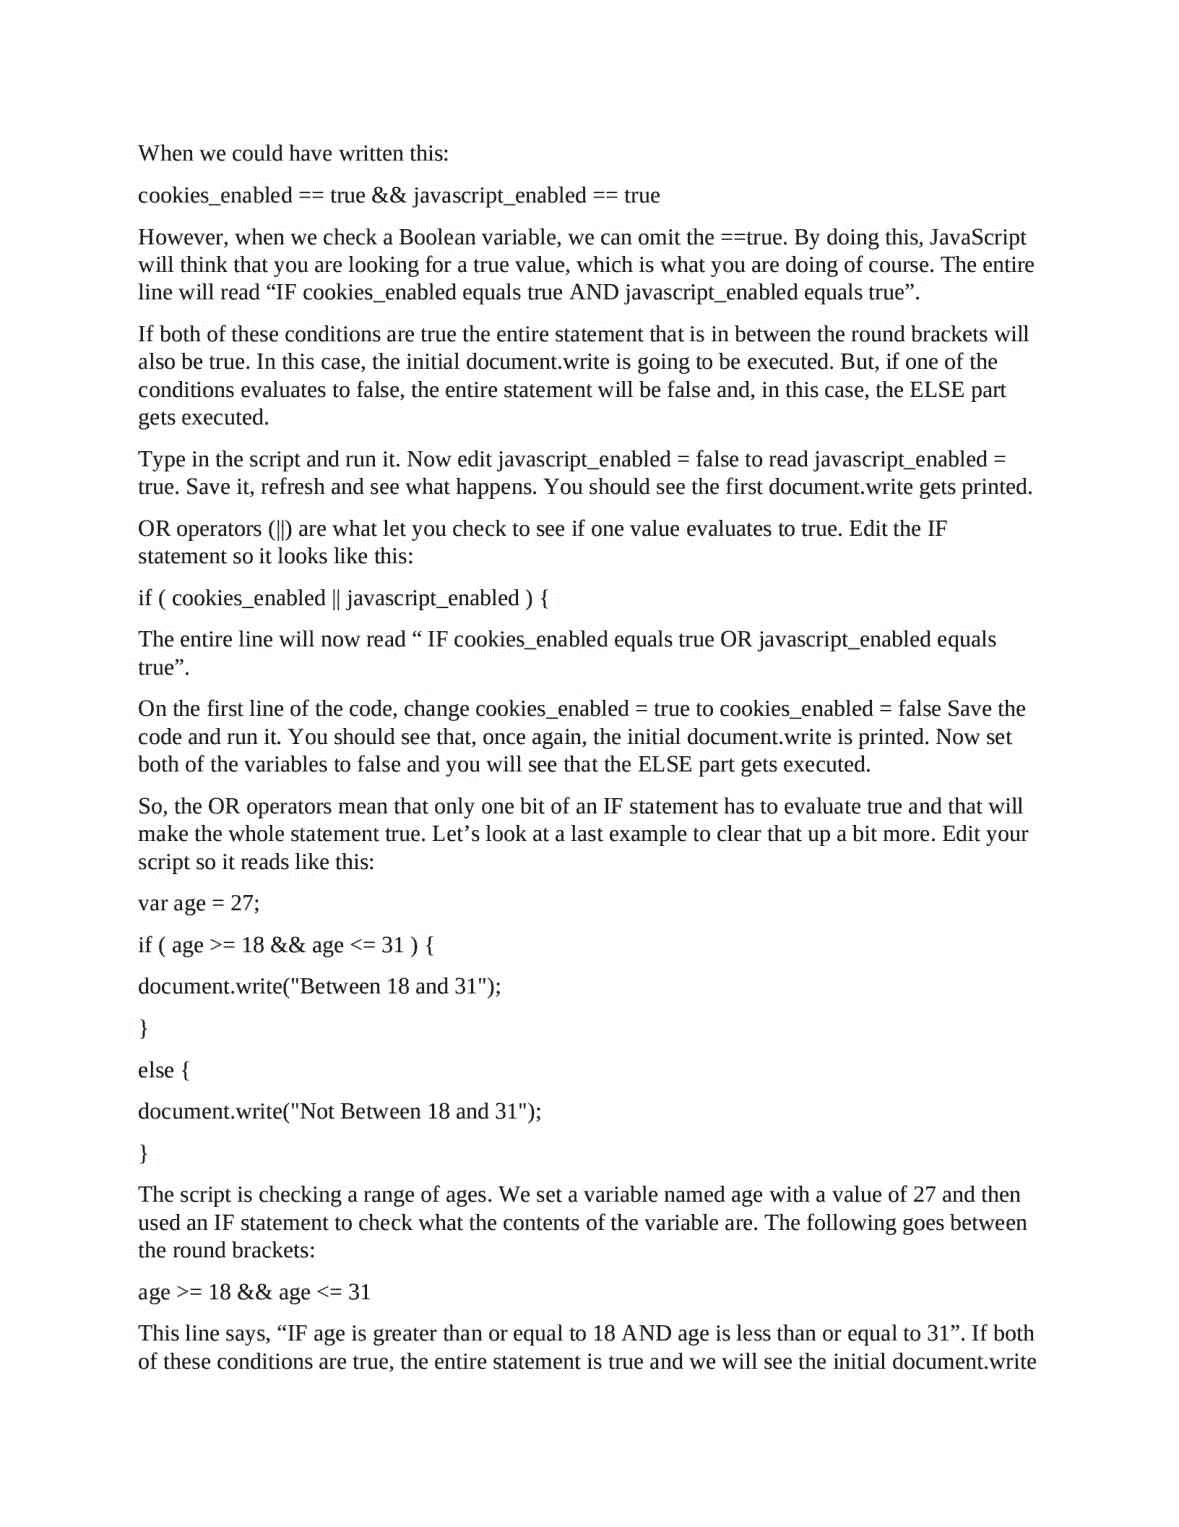 When we could have written this:
cookies_enabled == true && javascript_enabled == true
However, when we check a Boolean variable, we can omit the ==true. By doing this, JavaScript
will think that you are looking for a true value, which is what you are doing of course. The entire
line will read “IF cookies_enabled equals true AND javascript_enabled equals true”.
If both of these conditions are true the entire statement that is in between the round brackets will
also be true. In this case, the initial document.write is going to be executed. But, if one of the
conditions evaluates to false, the entire statement will be false and, in this case, the ELSE part
gets executed.
Type in the script and run it. Now edit javascript_enabled = false to read javascript_enabled =
true. Save it, refresh and see what happens. You should see the first document.write gets printed.
OR operators (||) are what let you check to see if one value evaluates to true. Edit the IF
statement so it looks like this:
if ( cookies_enabled || javascript_enabled ) {
The entire line will now read “ IF cookies_enabled equals true OR javascript_enabled equals
true”.
On the first line of the code, change cookies_enabled = true to cookies_enabled = false Save the
code and run it. You should see that, once again, the initial document.write is printed. Now set
both of the variables to false and you will see that the ELSE part gets executed.
So, the OR operators mean that only one bit of an IF statement has to evaluate true and that will
make the whole statement true. Let’s look at a last example to clear that up a bit more. Edit your
script so it reads like this:
var age = 27;
if ( age >= 18 && age <= 31 ) {
document.write("Between 18 and 31");
}
else {
document.write("Not Between 18 and 31");
}
The script is checking a range of ages. We set a variable named age with a value of 27 and then
used an IF statement to check what the contents of the variable are. The following goes between
the round brackets:
age >= 18 && age <= 31
This line says, “IF age is greater than or equal to 18 AND age is less than or equal to 31”. If both
of these conditions are true, the entire statement is true and we will see the initial document.write